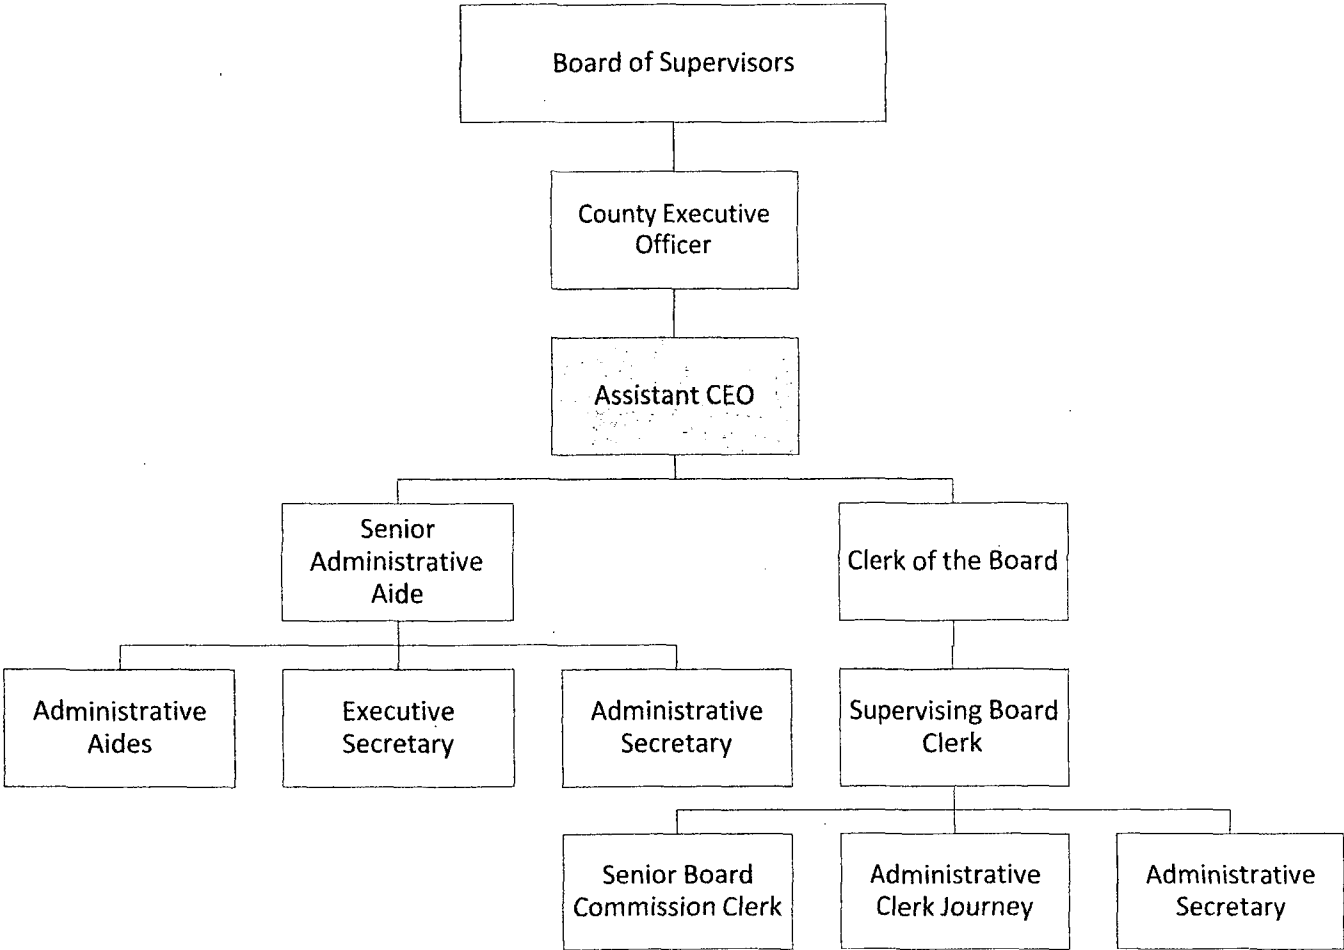 Board of Supervisors
County Executive
Officer
Assistant CEO
Senior
Administrative
Aide
Clerk of the Board
Administrative
Aides
Executive
Secretary
Administrative
Secretary
Supervising Board
Clerk
Senior Board
Commission Clerk
Administrative
Clerk Journey
Administrative
Secretary